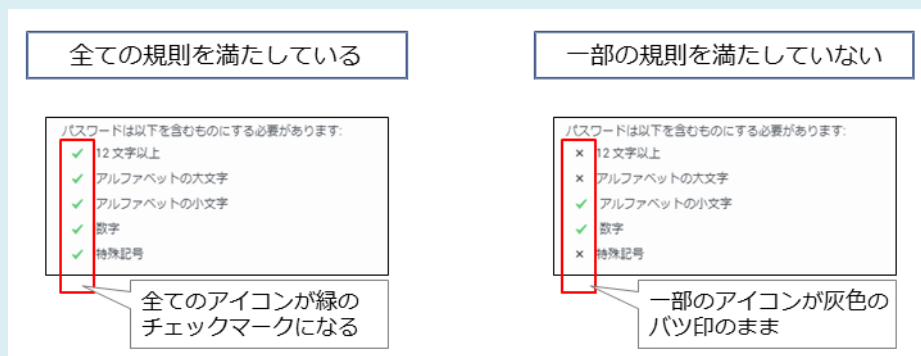 全ての規則を満たしている
パスワードは以下を含むものにする必要があります:
12 文字以上
アルファベットの大文字
アルファベットの小文字
数字
特殊記号
全てのアイコンが緑の
チェックマークになる
一部の規則を満たしていない
パスワードは以下を含むものにする必要があります:
12 文字以上
アルファベットの大文字
アルファベットの小文字
数字
特殊記号
一部のアイコンが灰色の
バツ印のまま